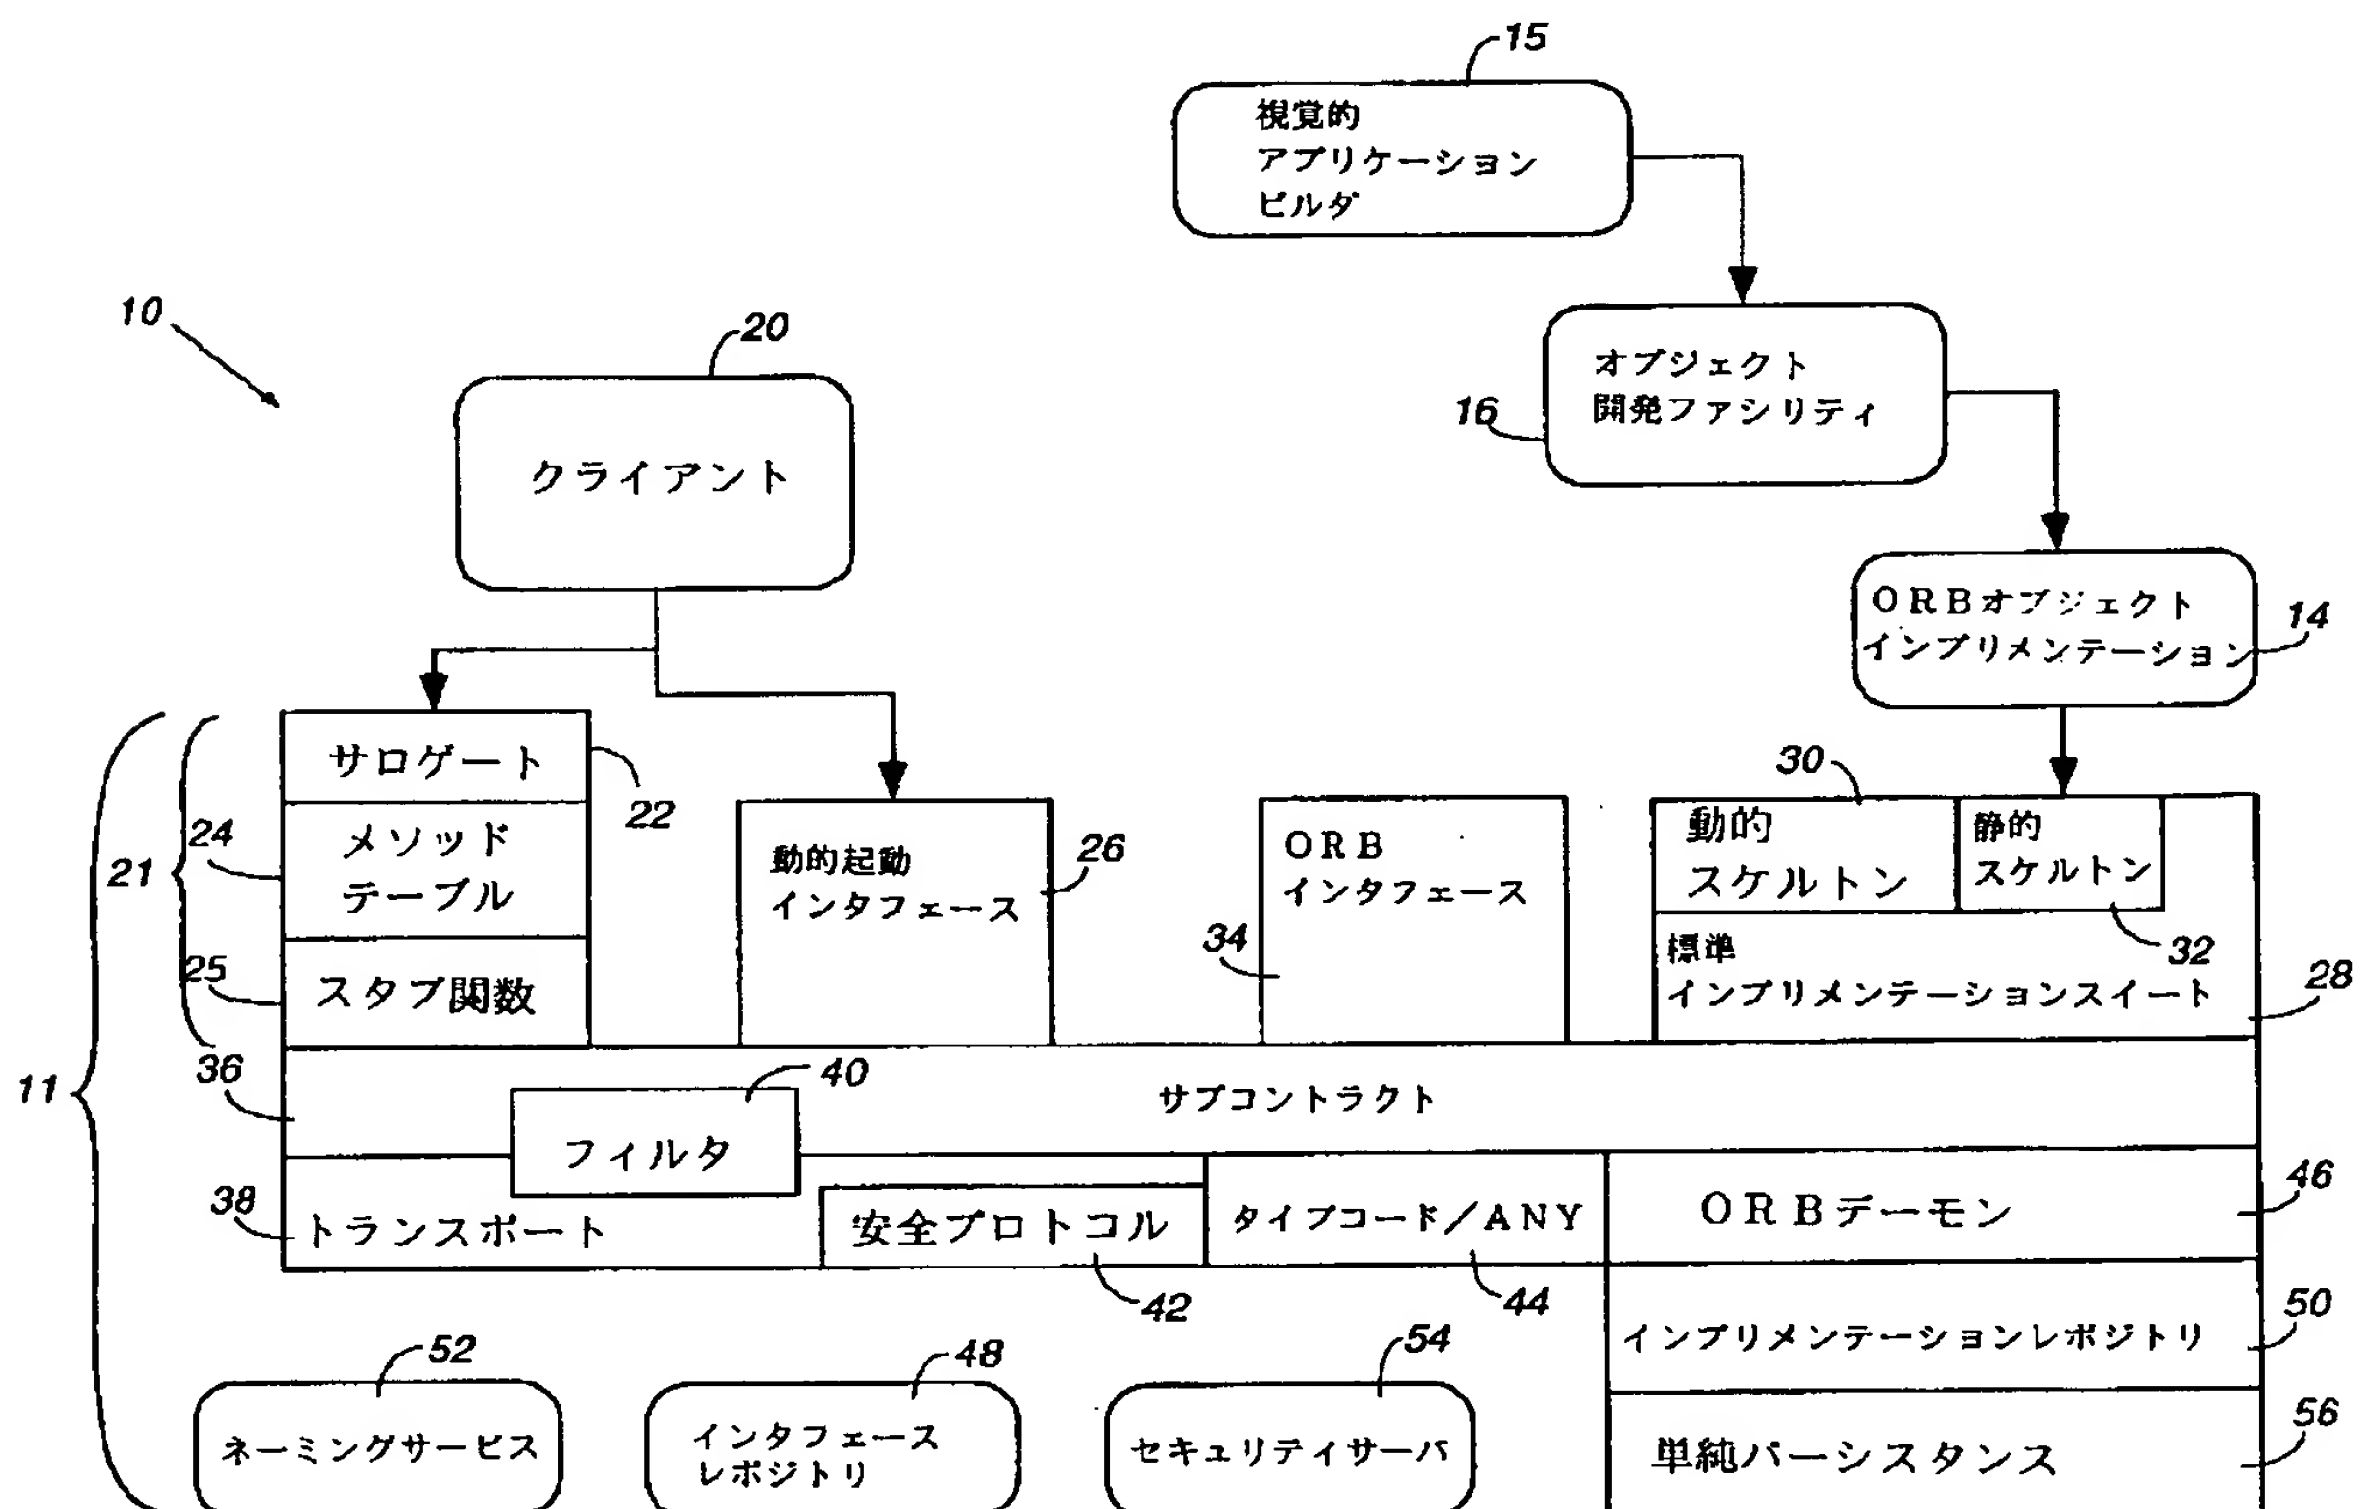 15
視覚的
アプリケーション
ビルダ
10
20
オブジェクト
開発ファシリティ
16
クライアント
ORBオブジェクト
インプリメンテーション
14
サロゲート
22
30
動的
スケルトン
静的
スケルトン
24
メソッド
テーブル
21
動的起動
インタフェース
26
ORB
インタフェース
34
32
標準
インプリメンテーションスイート
28
25
スタブ関数
36
40
サブコントラクト
11
フィルタ
38
トランスポート
安全プロトコル
タイプコード/ANY
ORBデーモン
46
42
44
50
インプリメンテーションレポジトリ
52
48
54
ネーミングサービス
インタフェース
レポジトリ
セキュリティサーバ
56
単純パーシスタンス